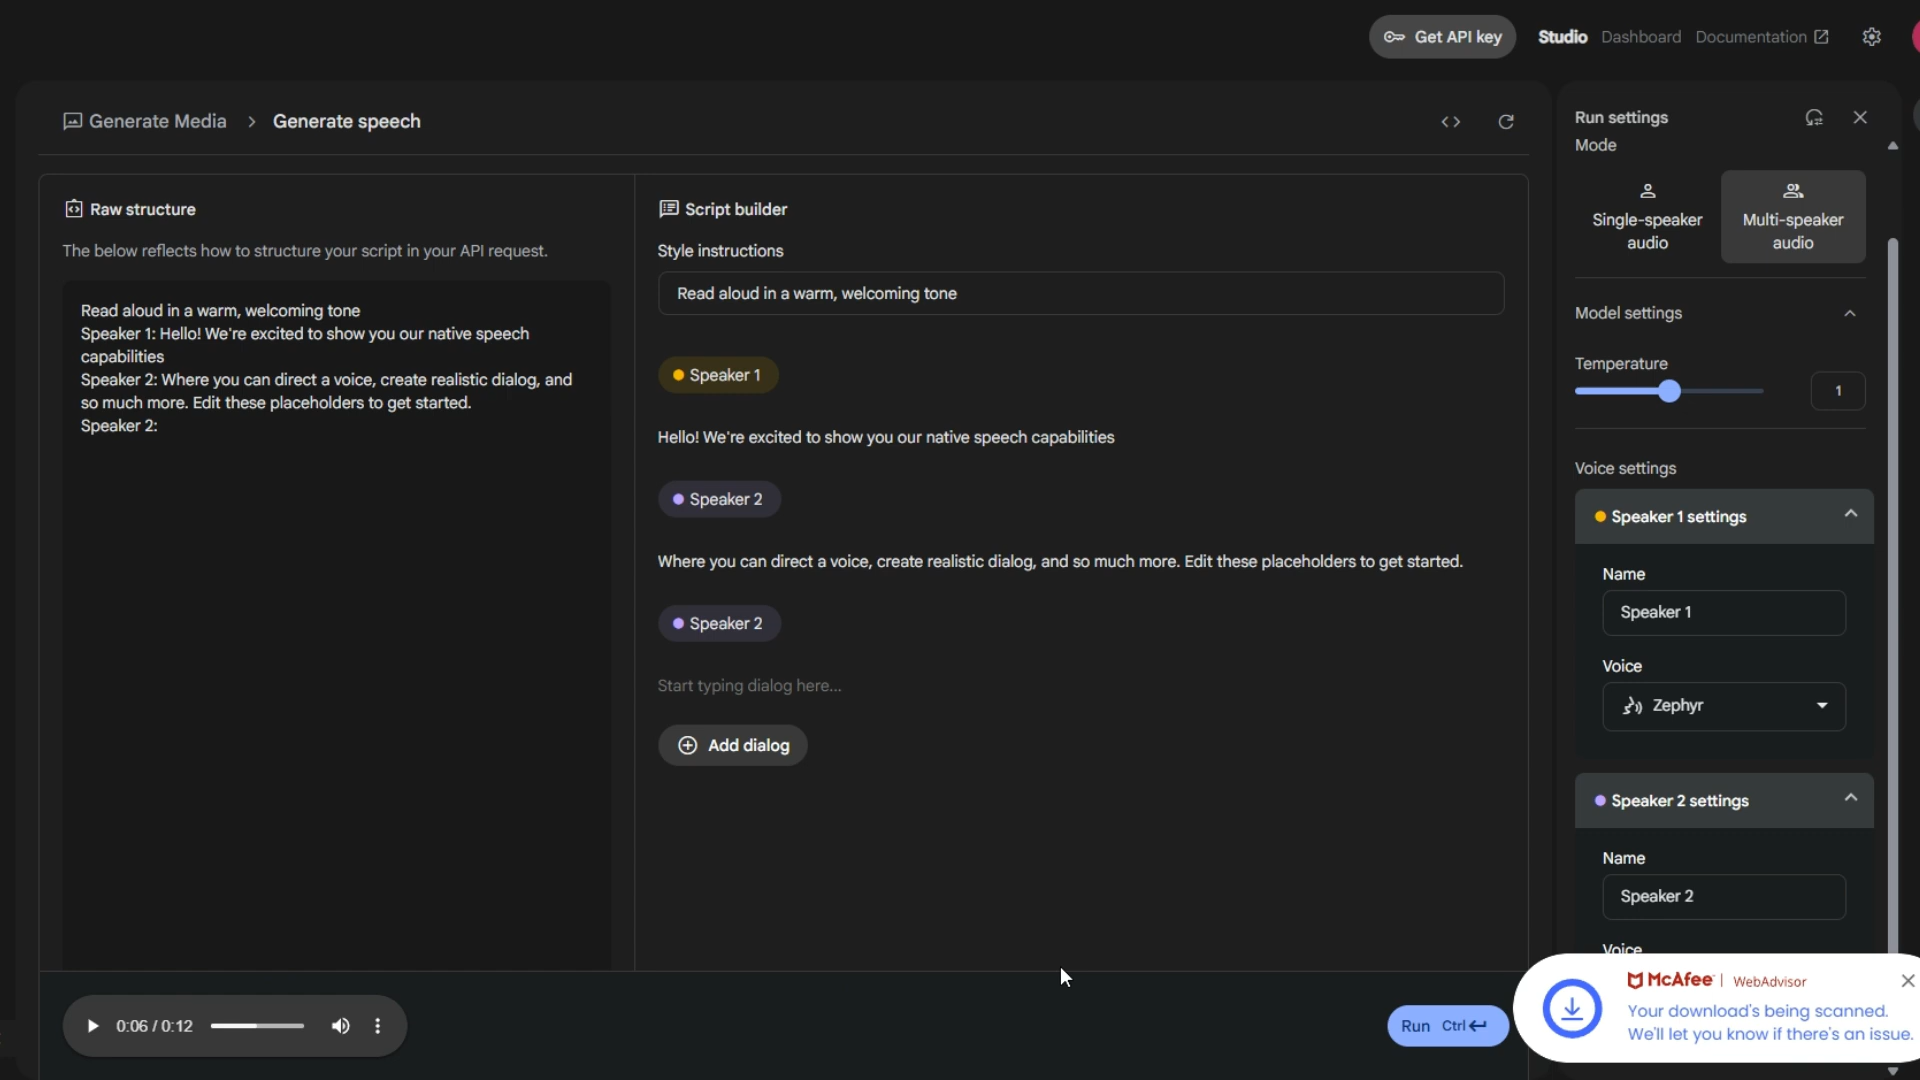 Get API key
Studio
Dashboard
Documentation
Generate Media
Generate speech
Raw structure
The below reflects how to structure your script in your API request.
Read aloud in a warm, welcoming tone
Speaker 1: Hello! We're excited to show you our native speech
capabilities
Speaker 2: Where you can direct a voice, create realistic dialog, and
so much more. Edit these placeholders to get started.
Speaker 2:
Script builder
Style instructions
Read aloud in a warm, welcoming tone
Speaker 1
Hello! We're excited to show you our native speech capabilities
Speaker 2
Where you can direct a voice, create realistic dialog, and so much more. Edit these placeholders to get started.
Speaker 2
Start typing dialog here...
Add dialog
0:06 / 0:12
Run Ctrl
Run settings
Mode
Single-speaker
audio
Multi-speaker
audio
Model settings
Temperature
1
Voice settings
Speaker 1 settings
Name
Speaker 1
Voice
Zephyr
Speaker 2 settings
Name
Speaker 2
Voice
McAfee | WebAdvisor
Your download's being scanned.
We'll let you know if there's an issue.